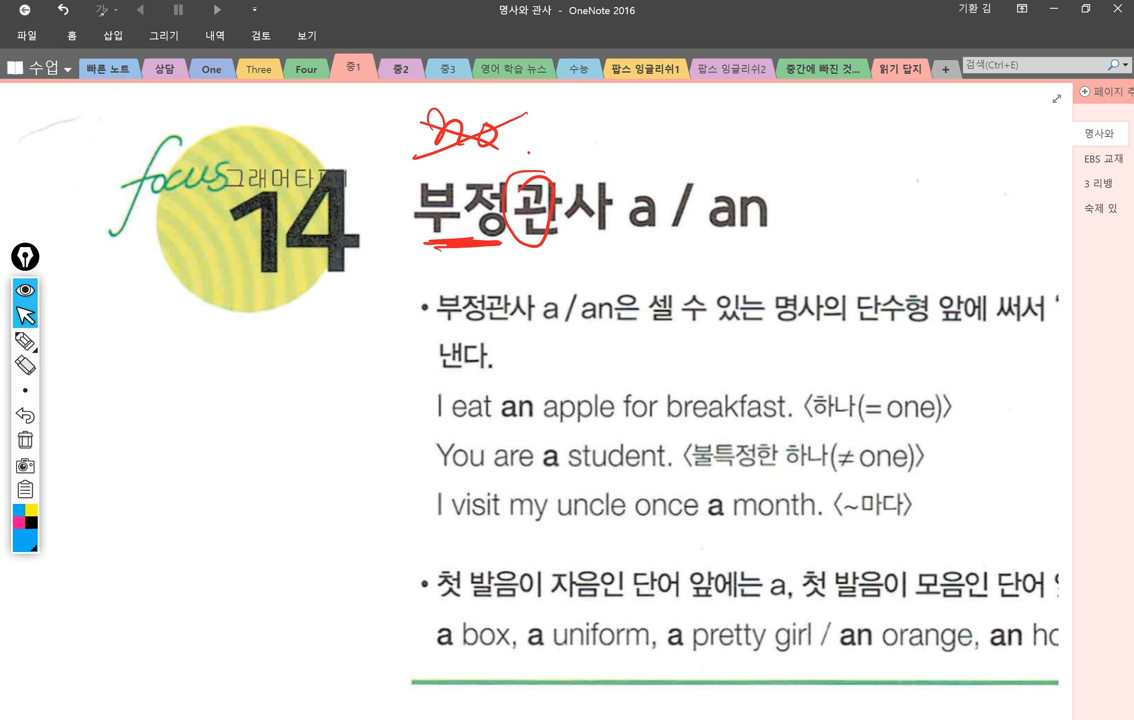 명사와 관사 - OneNote 2016
기환 김
파일 홈 삽입 그리기 내역 검토 보기
수업 빠른 노트 상담 One Three Four 중1 중2 중3 영어 학습 뉴스 수능 팝스 잉글리쉬1 팝스 잉글리쉬2 중간에 빠진 것... 읽기 답지 + 검색(Ctrl+E)
페이지 추
명사와
EBS 교재
3 리뱅
숙제 있
no
focus 그래머타
14
부정관사 a / an
• 부정관사 a / an은 셀 수 있는 명사의 단수형 앞에 써서 '
낸다.
I eat an apple for breakfast. 〈하나(= one)〉
You are a student. 〈불특정한 하나(≠ one)〉
I visit my uncle once a month. 〈~마다〉
• 첫 발음이 자음인 단어 앞에는 a, 첫 발음이 모음인 단어
a box, a uniform, a pretty girl / an orange, an ho